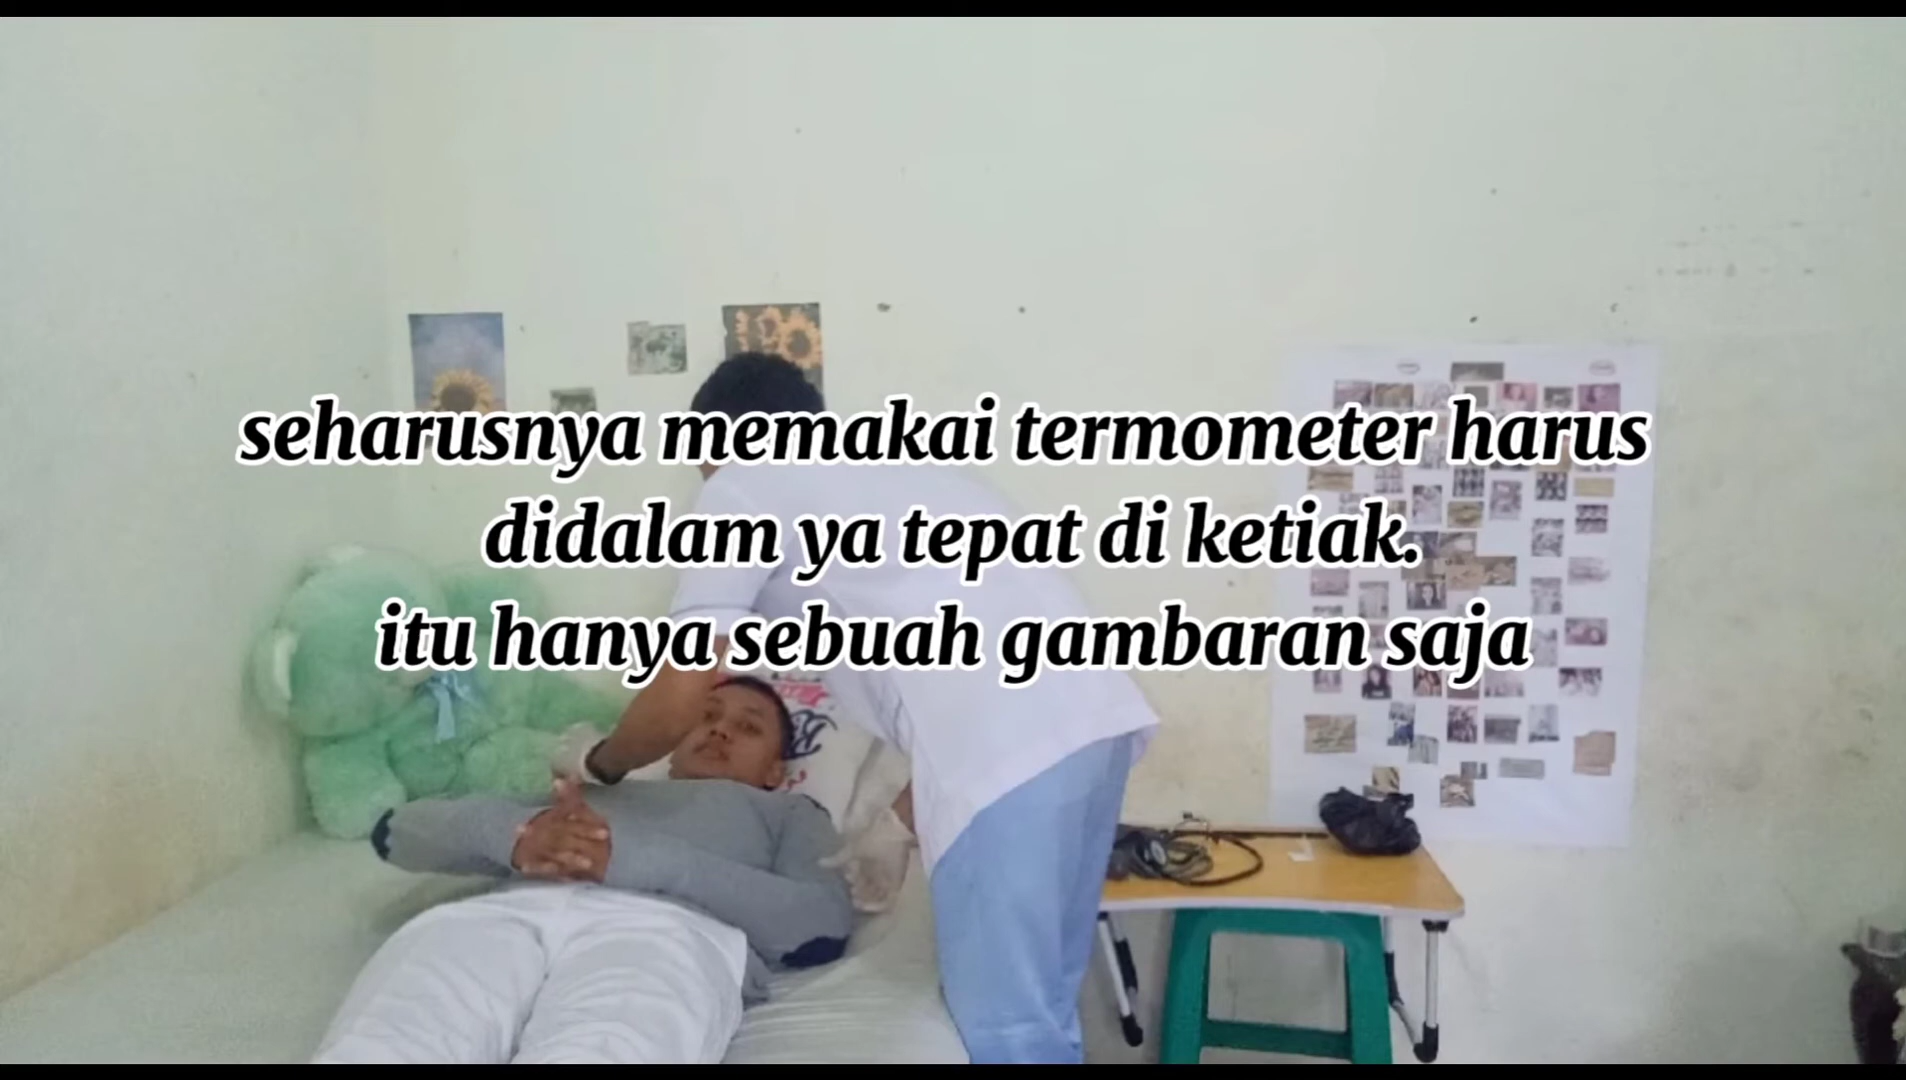 seharusnya memakai termometer harus
didalam ya tepat di ketiak.
itu hanya sebuah gambaran saja